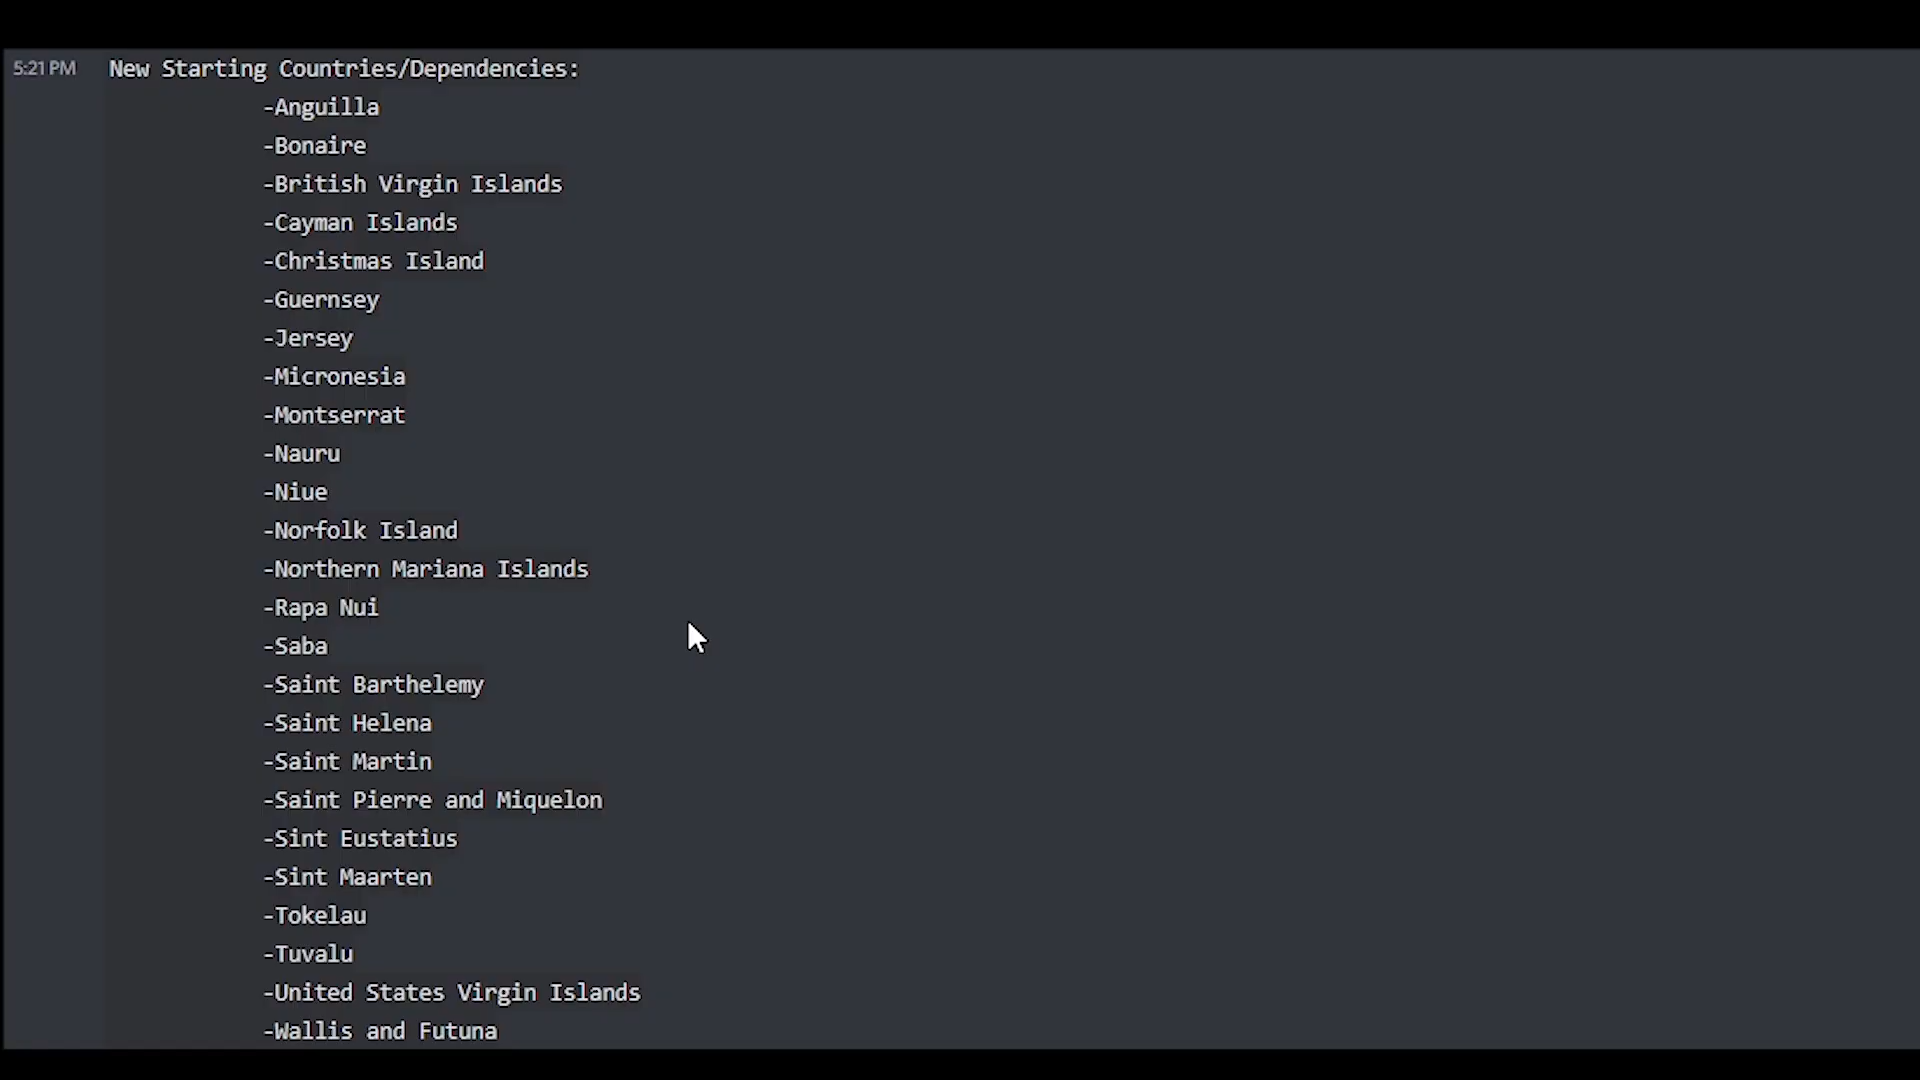 5:21 PM New Starting Countries/Dependencies:
-Anguilla
-Bonaire
-British Virgin Islands
-Cayman Islands
-Christmas Island
-Guernsey
-Jersey
-Micronesia
-Montserrat
-Nauru
-Niue
-Norfolk Island
-Northern Mariana Islands
-Rapa Nui
-Saba
-Saint Barthelemy
-Saint Helena
-Saint Martin
-Saint Pierre and Miquelon
-Sint Eustatius
-Sint Maarten
-Tokelau
-Tuvalu
-United States Virgin Islands
-Wallis and Futuna